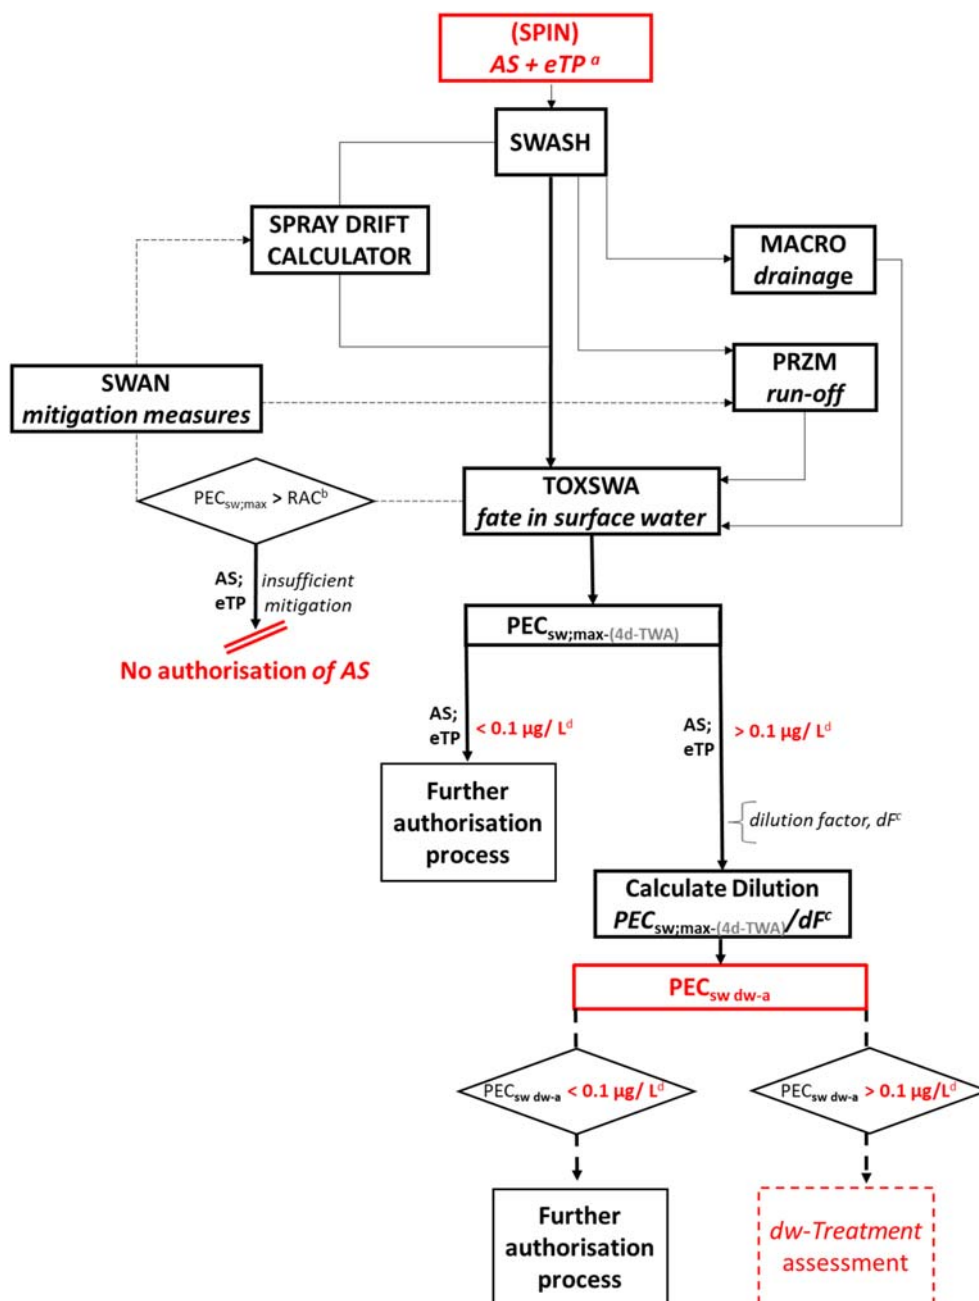 (SPIN)
AS + eTP a
SWASH
SPRAY DRIFT
CALCULATOR
MACRO
drainage
PRZM
run-off
SWAN
mitigation measures
PECsw;max > RACb
TOXSWA
fate in surface water
AS;
eTP
insufficient
mitigation
No authorisation of AS
PECsw;max-(4d-TWA)
AS;
eTP
< 0.1 µg/ Ld
AS;
eTP
> 0.1 µg/ Ld
Further
authorisation
process
dilution factor, dFc
Calculate Dilution
PECsw;max-(4d-TWA)/dFc
PECsw dw-a
PECsw dw-a < 0.1 µg/ Ld
PECsw dw-a > 0.1 µg/Ld
Further
authorisation
process
dw-Treatment
assessment